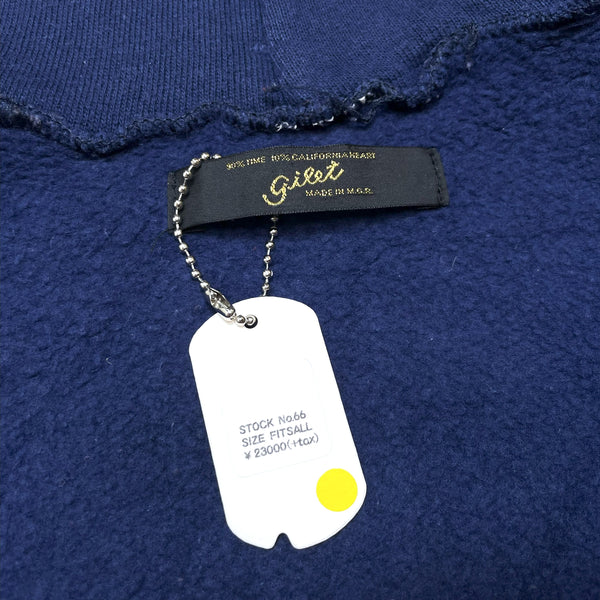 90% TIME 10% CALIFORNIA HEART
Gilet
MADE IN M.G.R.
STOCK No.66
SIZE FITSALL
¥23000(+tax)